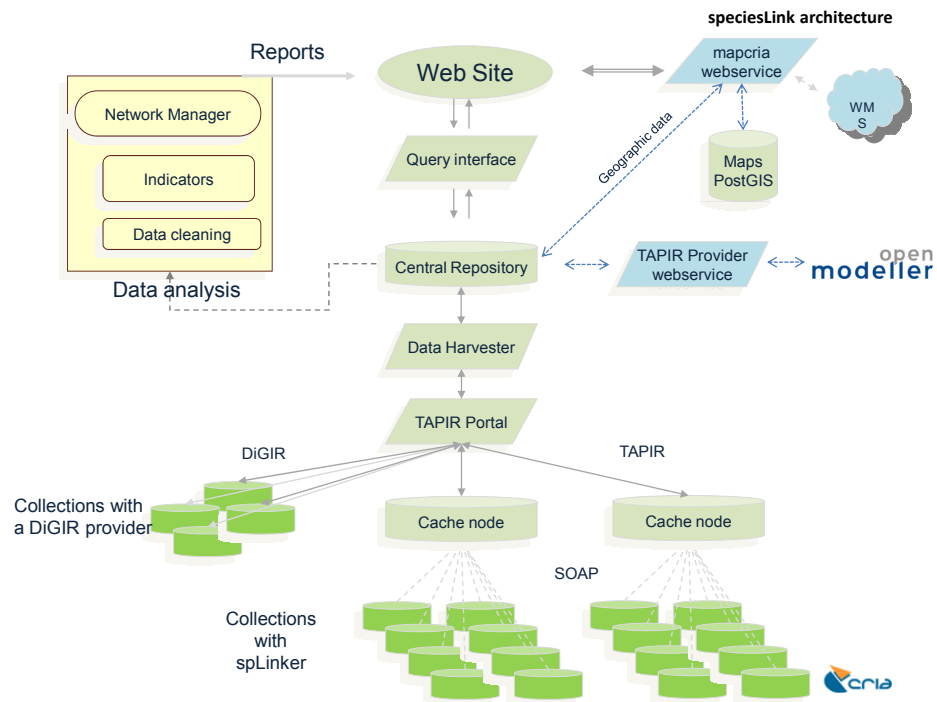 speciesLink architecture
Reports
Web Site
mapcria
webservice
WM
S
Network Manager
Indicators
Data cleaning
Query interface
Geographic data
Maps
PostGIS
Data analysis
Central Repository
TAPIR Provider
webservice
open
modeller
Data Harvester
TAPIR Portal
DiGIR
TAPIR
Collections with
a DiGIR provider
Cache node
Cache node
SOAP
Collections
with
spLinker
cria